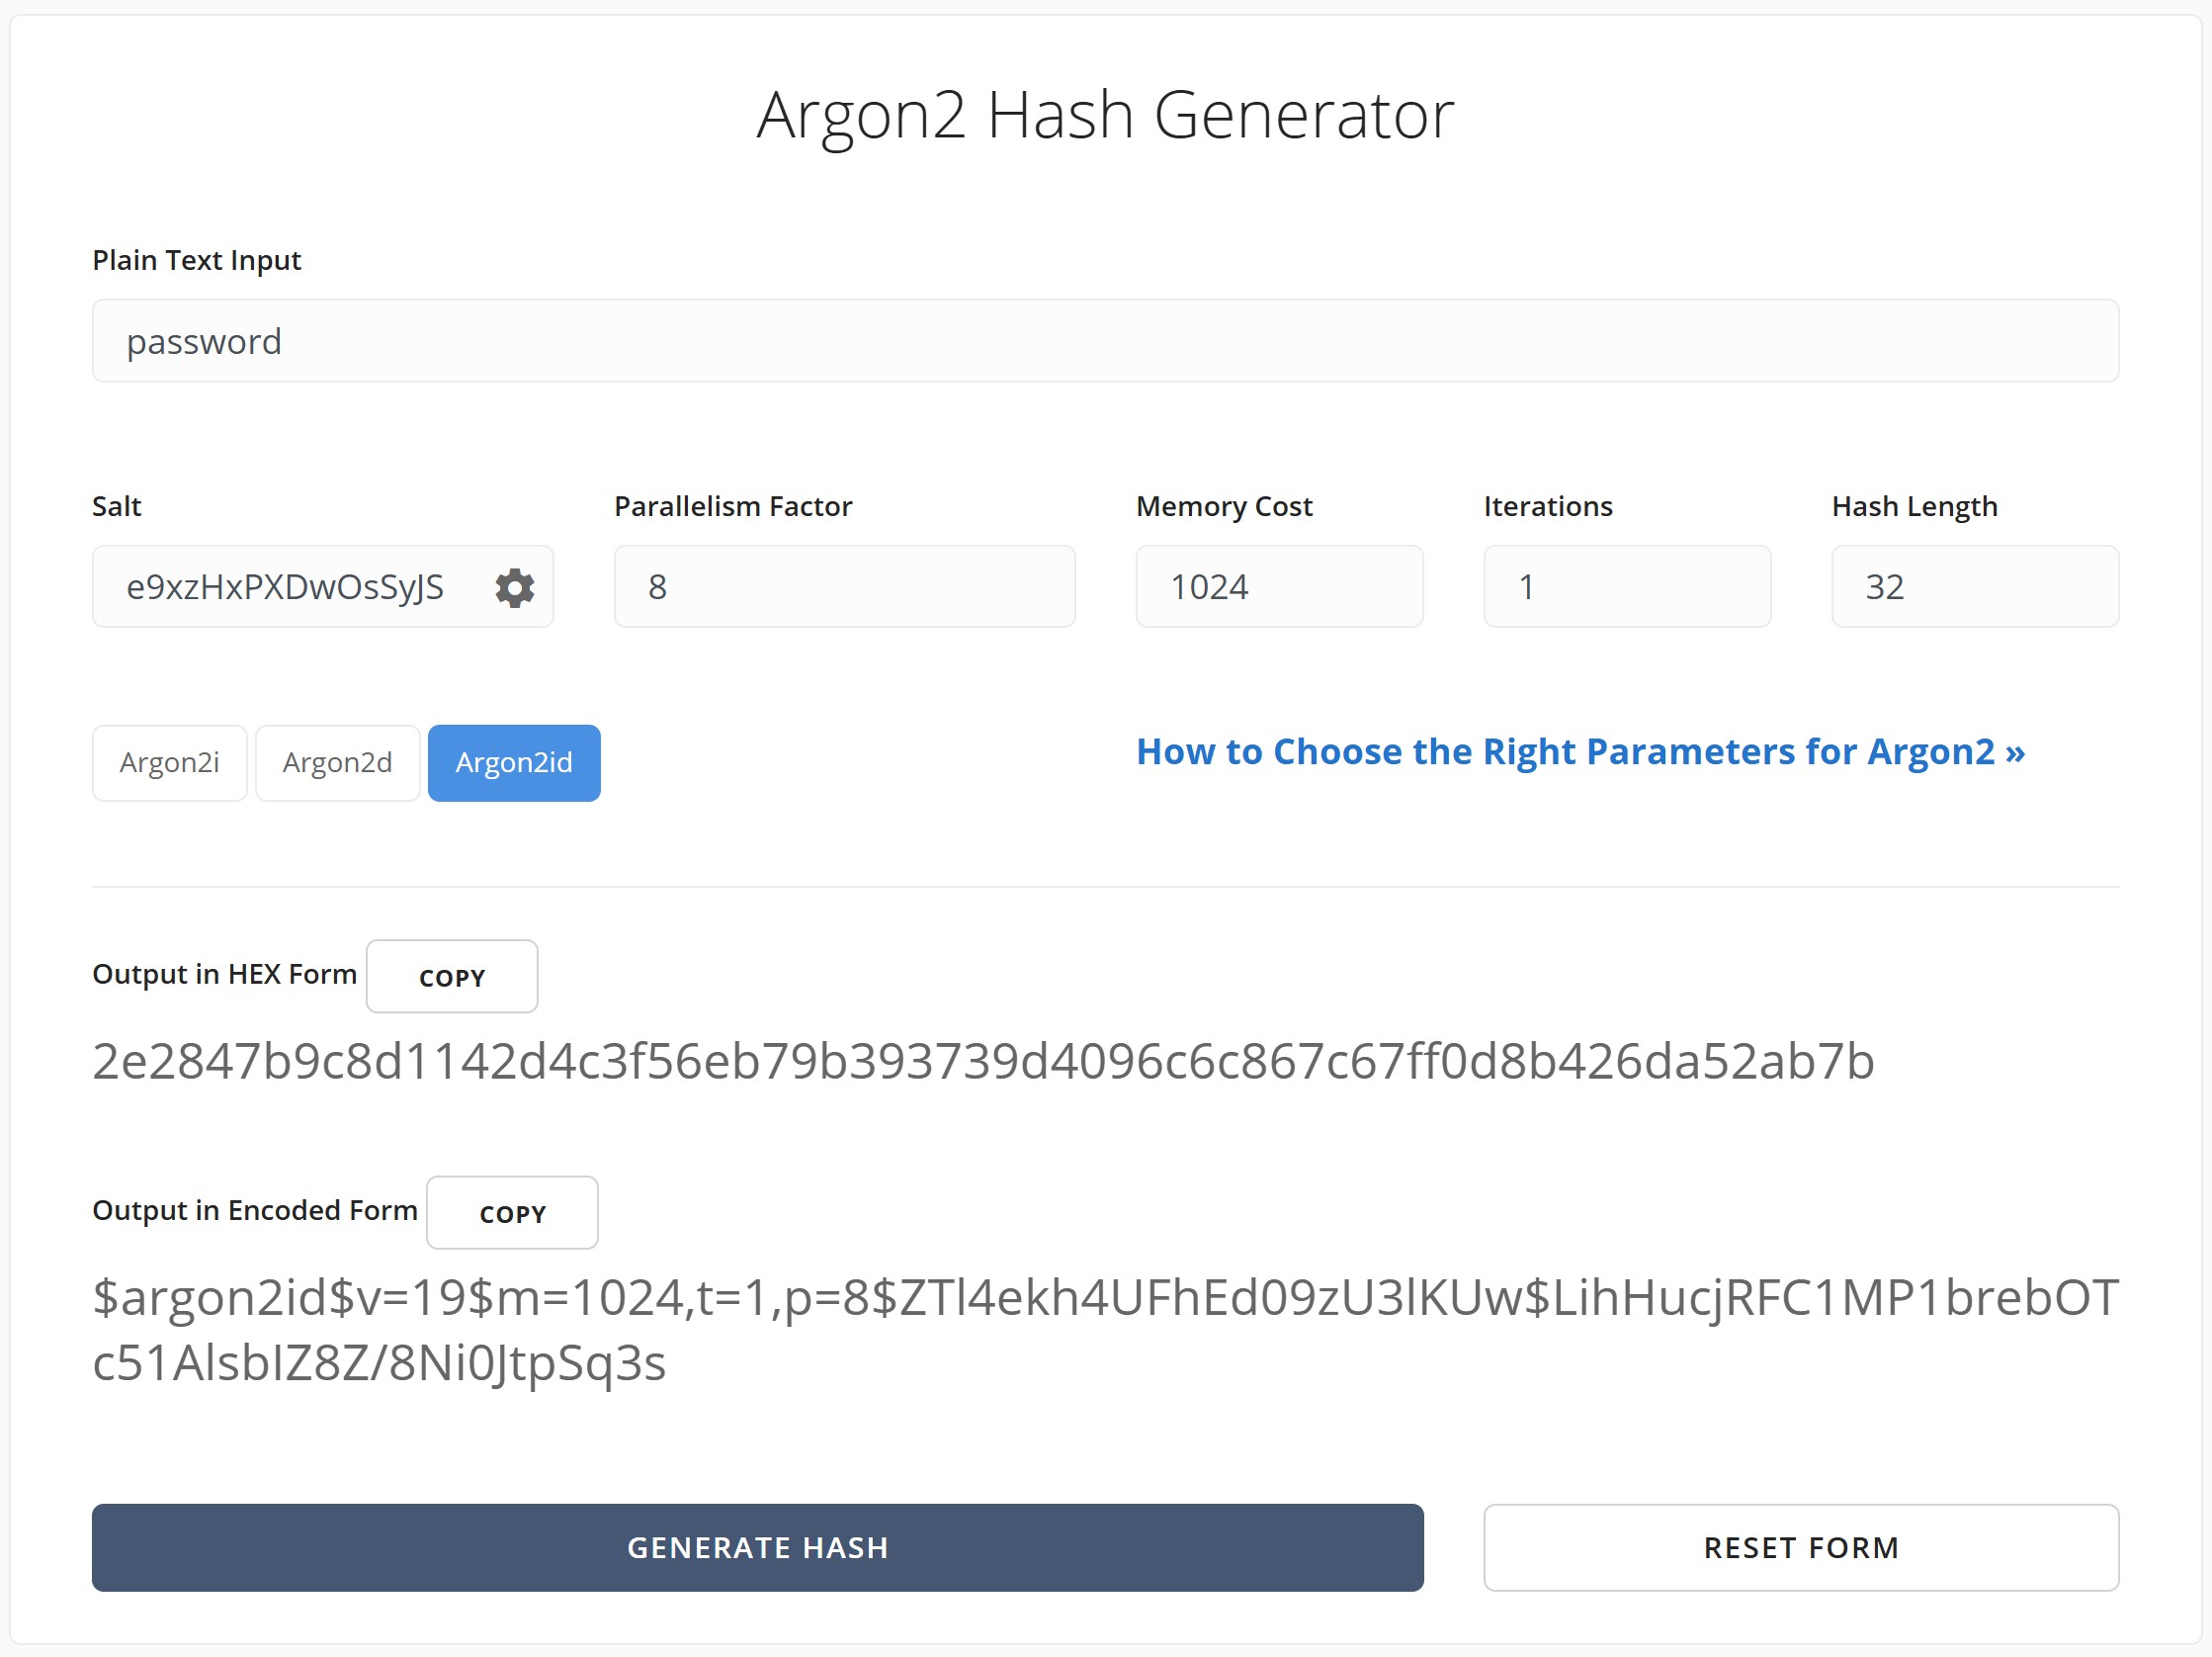 Argon2 Hash Generator
Plain Text Input
password
Salt Parallelism Factor Memory Cost Iterations Hash Length
e9xzHxPXDwOsSyJS 8 1024 1 32
Argon2i Argon2d Argon2id How to Choose the Right Parameters for Argon2 »
Output in HEX Form COPY
2e2847b9c8d1142d4c3f56eb79b393739d4096c6c867c67ff0d8b426da52ab7b
Output in Encoded Form COPY
$argon2id$v=19$m=1024,t=1,p=8$ZTl4ekh4UFhEd09zU3lKUw$LihHucjRFC1MP1brebOT
c51AlsbIZ8Z/8Ni0JtpSq3s
GENERATE HASH RESET FORM